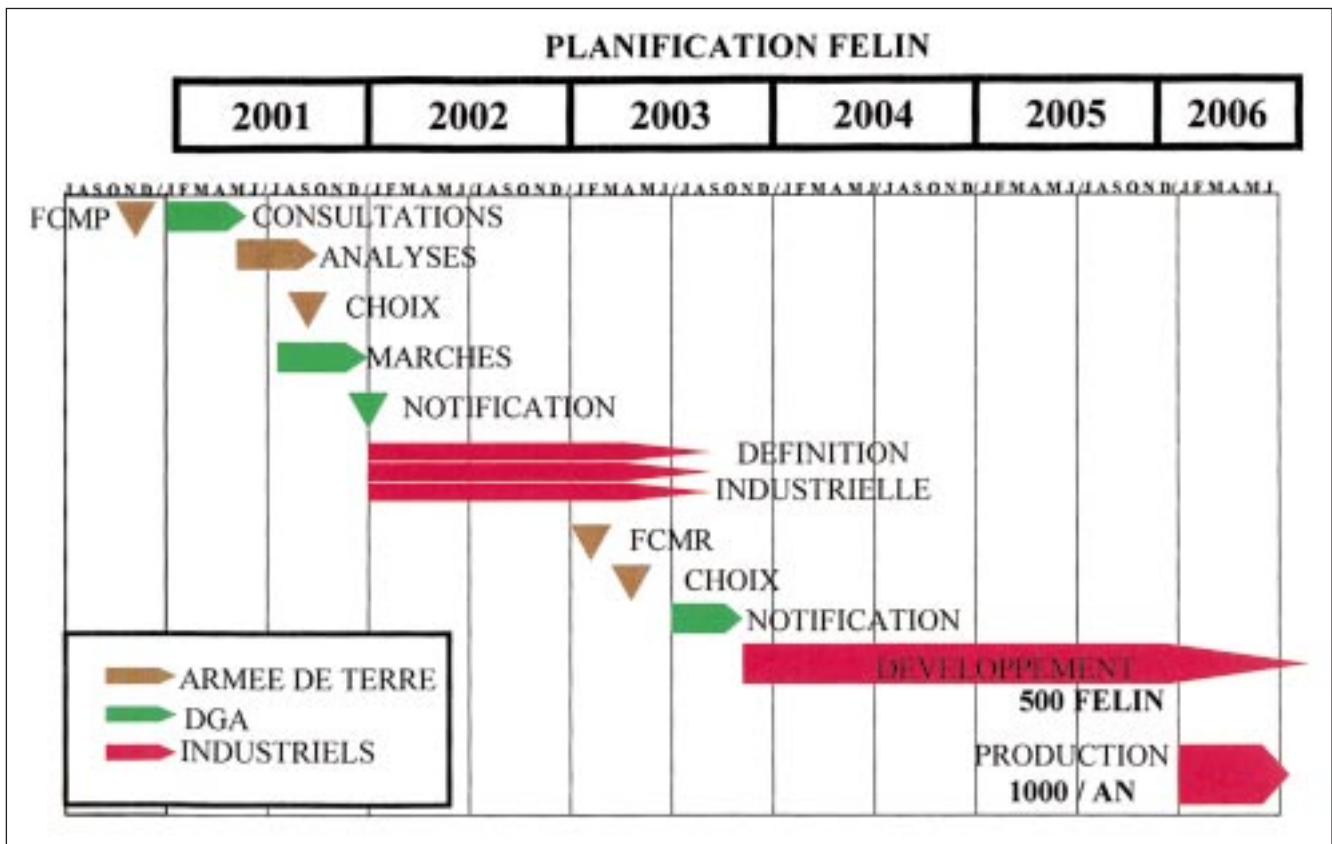 PLANIFICATION FELIN
2001 2002 2003 2004 2005 2006
J A S O N D / J F M A M J / J A S O N D / J F M A M J / J A S O N D / J F M A M J / J A S O N D / J F M A M J / J A S O N D / J F M A M J / J A S O N D / J F M A M J
FCMP CONSULTATIONS
ANALYSES
CHOIX
MARCHES
NOTIFICATION
DEFINITION
INDUSTRIELLE
FCMR
CHOIX
NOTIFICATION
DEVELOPPEMENT
500 FELIN
PRODUCTION
1000 / AN
ARMEE DE TERRE
DGA
INDUSTRIELS